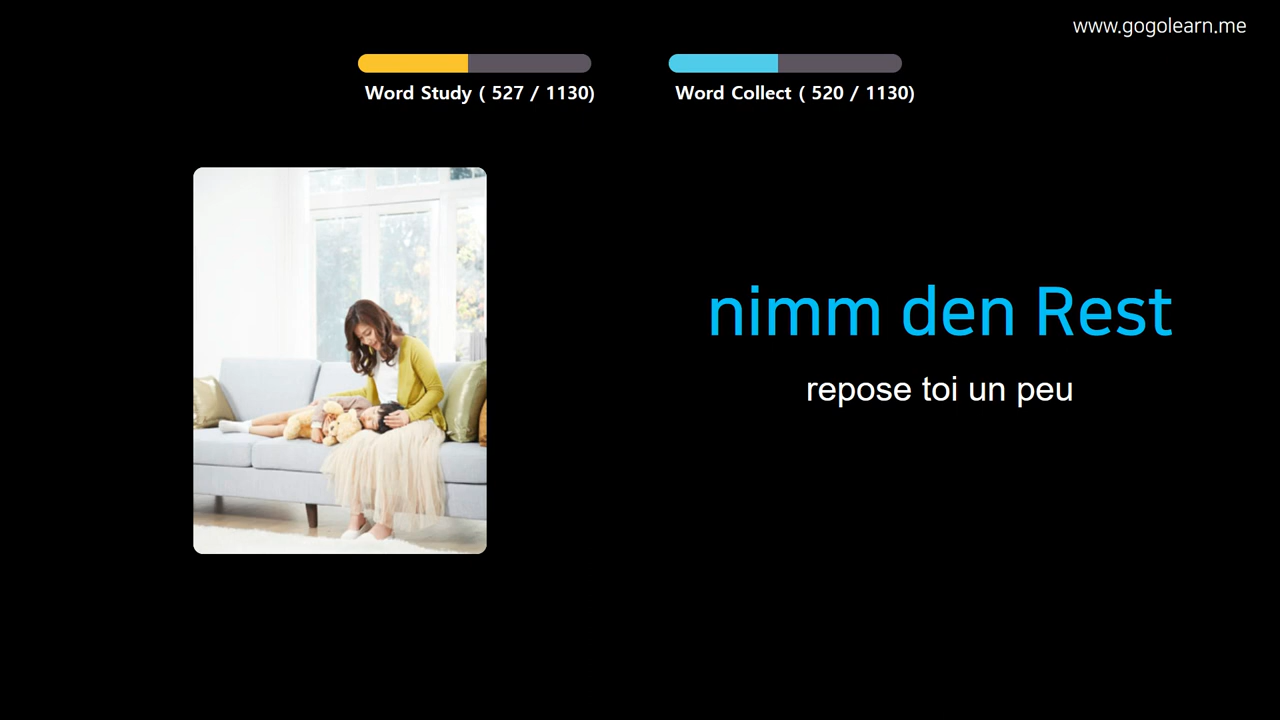 www.gogolearn.me
Word Study ( 527 / 1130)
Word Collect ( 520 / 1130)
nimm den Rest
repose toi un peu